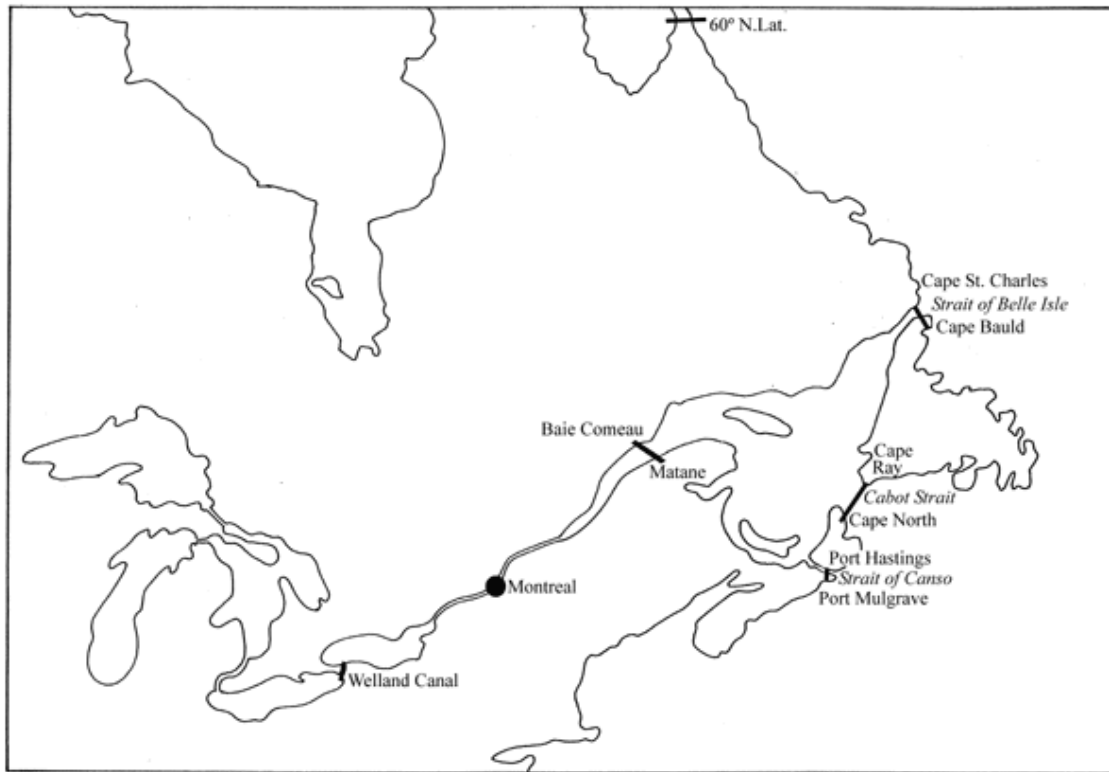 60º N.Lat.
Cape St. Charles
Strait of Belle Isle
Cape Bauld
Baie Comeau
Matane
Cape
Ray
Cabot Strait
Cape North
Port Hastings
Strait of Canso
Port Mulgrave
Montreal
Welland Canal